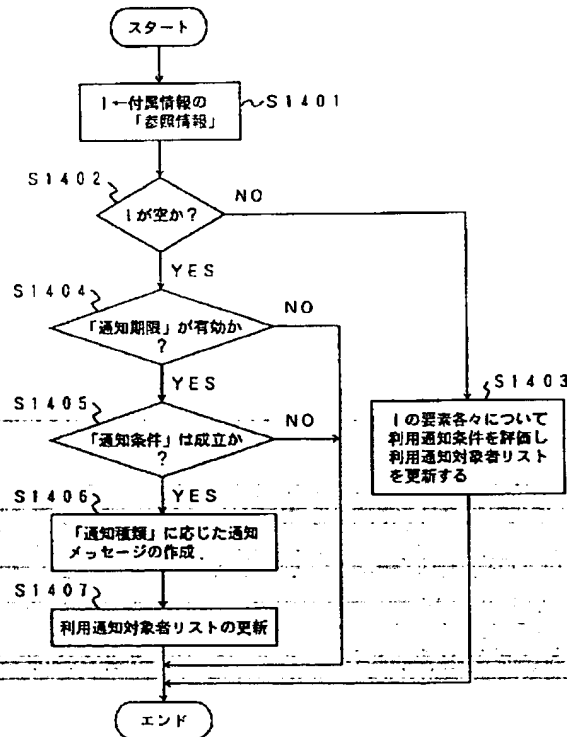 スタート
I←付属情報の
「参照情報」
S1401
S1402
Iが空か?
NO
YES
S1404
「通知期限」が有効か
?
NO
YES
S1403
Iの要素各々について
利用通知条件を評価し
利用通知対象者リスト
を更新する
S1405
「通知条件」は成立か
?
NO
YES
S1406
「通知種類」に応じた通知
メッセージの作成
S1407
利用通知対象者リストの更新
エンド